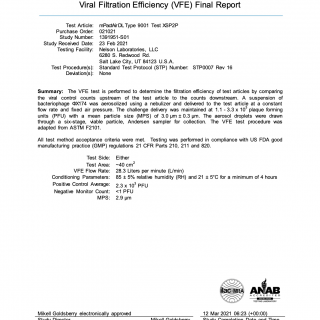 Viral Filtration Efficiency (VFE) Final Report
Test Article: nPadAirOL Type 9001 Test XSP2P
Purchase Order: 021021
Study Number: 1391951-S01
Study Received Date: 23 Feb 2021
Testing Facility: Nelson Laboratories, LLC
6280 S. Redwood Rd.
Salt Lake City, UT 84123 U.S.A.
Test Procedure(s): Standard Test Protocol (STP) Number: STP0007 Rev 16
Deviation(s): None
Summary: The VFE test is performed to determine the filtration efficiency of test articles by comparing
the viral control counts upstream of the test article to the counts downstream. A suspension of
bacteriophage ΦX174 was aerosolized using a nebulizer and delivered to the test article at a constant
flow rate and fixed air pressure. The challenge delivery was maintained at 1.1 - 3.3 x 10³ plaque forming
units (PFU) with a mean particle size (MPS) of 3.0 µm ± 0.3 µm. The aerosol droplets were drawn
through a six-stage, viable particle, Andersen sampler for collection. The VFE test procedure was
adapted from ASTM F2101.
All test method acceptance criteria were met. Testing was performed in compliance with US FDA good
manufacturing practice (GMP) regulations 21 CFR Parts 210, 211 and 820.
Test Side: Either
Test Area: ~40 cm²
VFE Flow Rate: 28.3 Liters per minute (L/min)
Conditioning Parameters: 85 ± 5% relative humidity (RH) and 21 ± 5°C for a minimum of 4 hours
Positive Control Average: 2.3 x 10³ PFU
Negative Monitor Count: <1 PFU
MPS: 2.9 µm
ANAB
ACCREDITED
Mikell Goldsberry electronically approved
Mikell Goldsberry
12 Mar 2021 06:23 (+00:00)
Study Director
Study Completion Date and Time